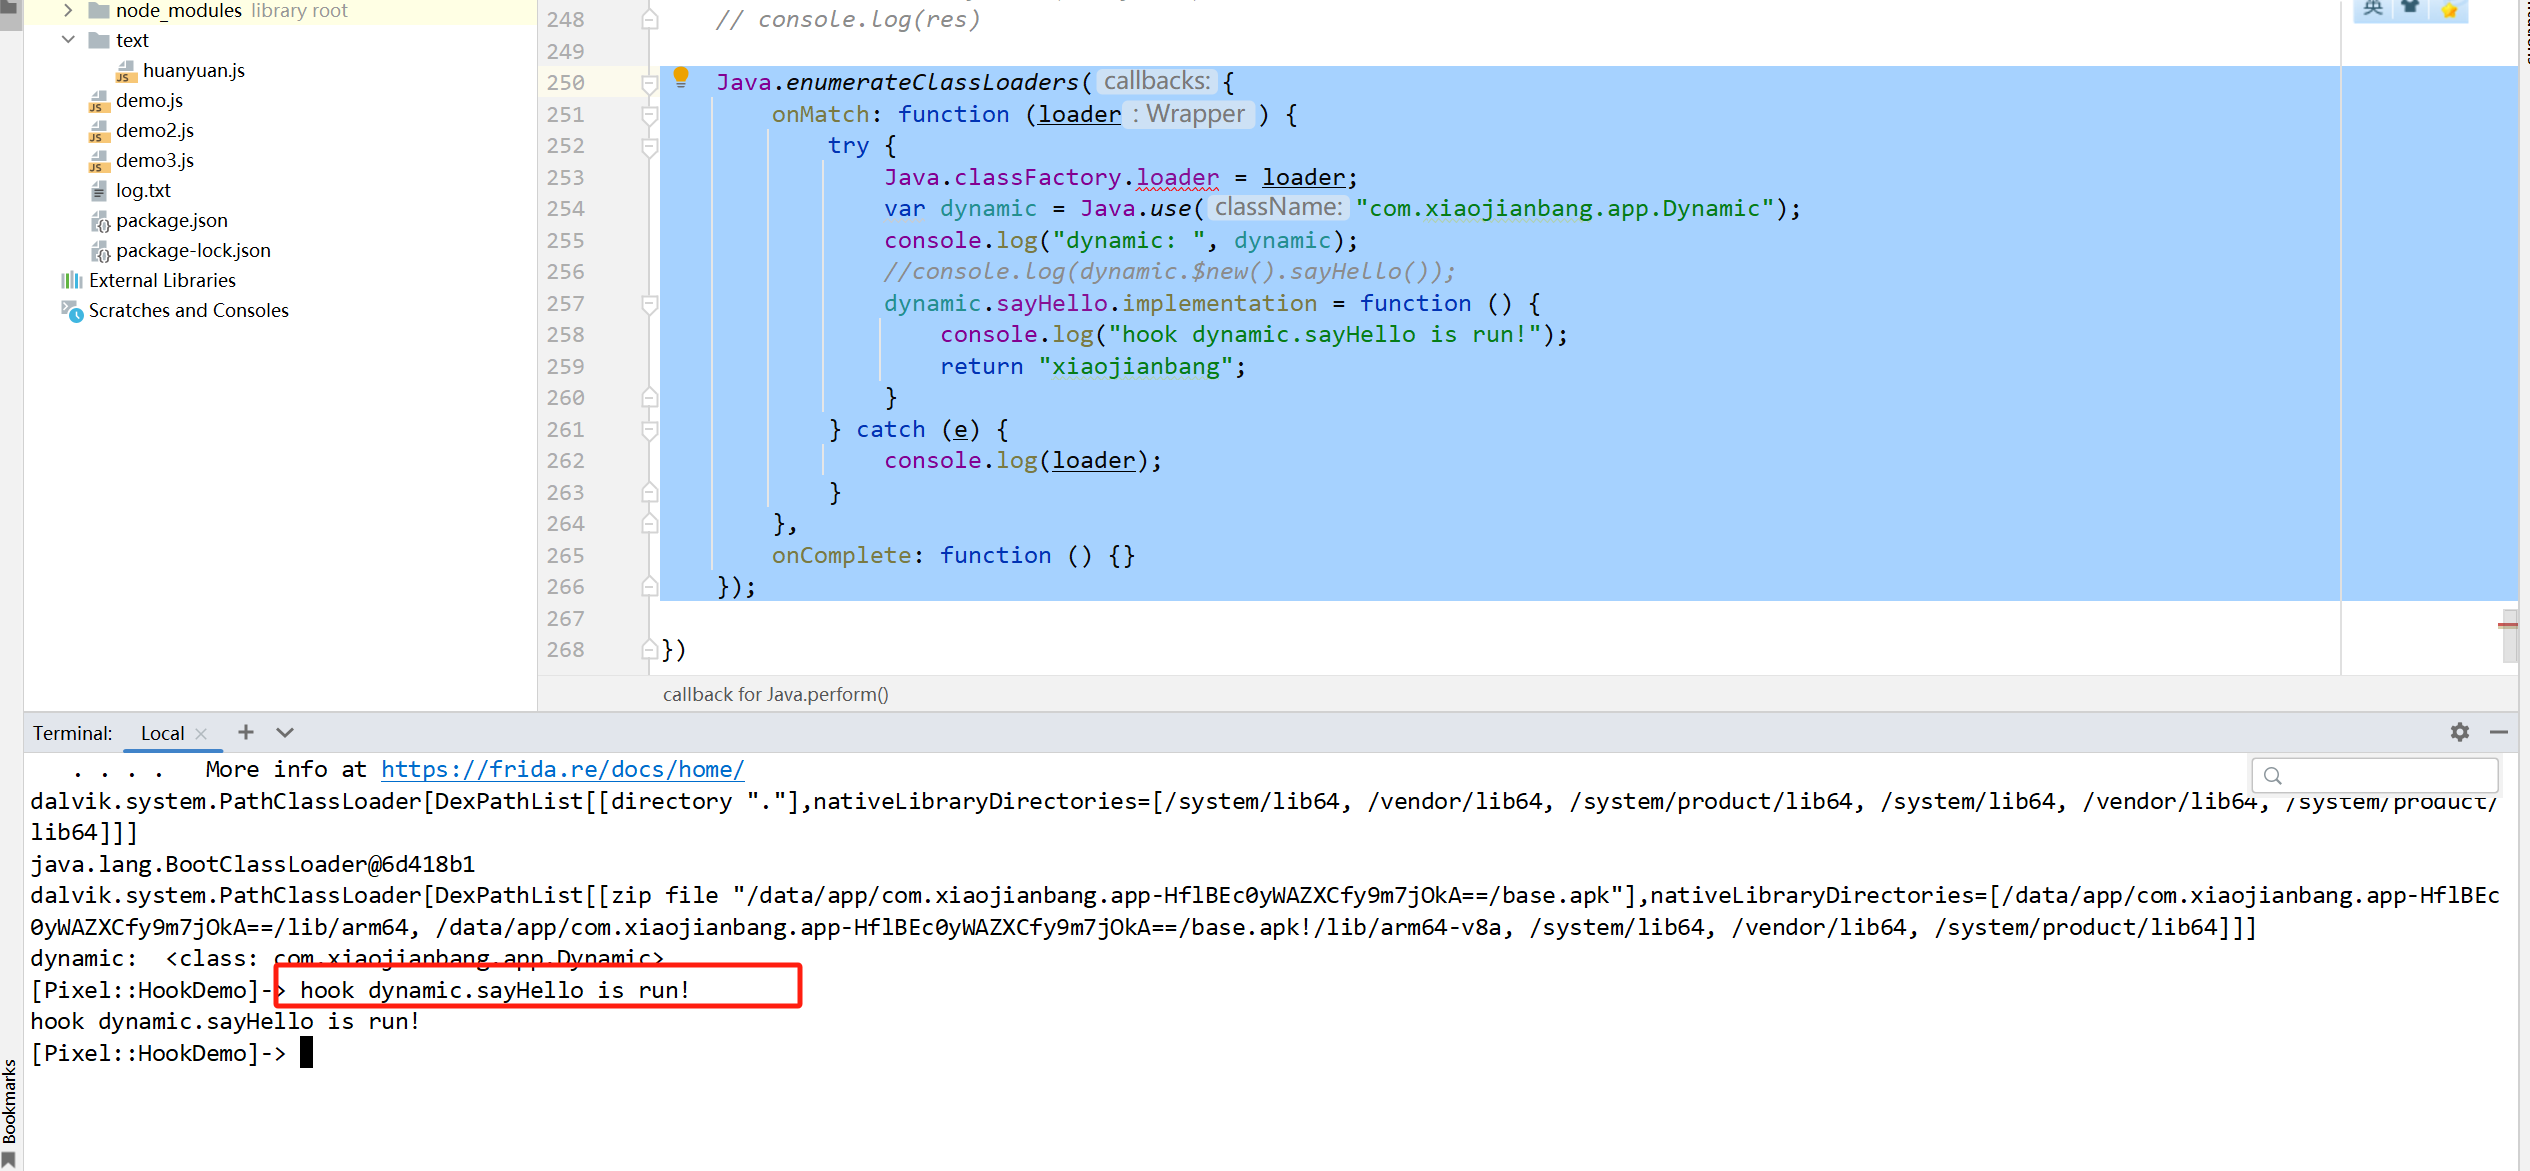 node_modules library root
text
huanyuan.js
demo.js
demo2.js
demo3.js
log.txt
package.json
package-lock.json
External Libraries
Scratches and Consoles
248 // console.log(res)
249
250 Java.enumerateClassLoaders( callbacks: {
251 onMatch: function (loader : Wrapper ) {
252 try {
253 Java.classFactory.loader = loader;
254 var dynamic = Java.use( className: "com.xiaojianbang.app.Dynamic");
255 console.log("dynamic: ", dynamic);
256 //console.log(dynamic.$new().sayHello());
257 dynamic.sayHello.implementation = function () {
258 console.log("hook dynamic.sayHello is run!");
259 return "xiaojianbang";
260 }
261 } catch (e) {
262 console.log(loader);
263 }
264 },
265 onComplete: function () {}
266 });
267
268 })
英
callback for Java.perform()
Terminal: Local
. . . . More info at https://frida.re/docs/home/
dalvik.system.PathClassLoader[DexPathList[[directory "."],nativeLibraryDirectories=[/system/lib64, /vendor/lib64, /system/product/lib64, /system/lib64, /vendor/lib64, /system/product/
lib64]]]
java.lang.BootClassLoader@6d418b1
dalvik.system.PathClassLoader[DexPathList[[zip file "/data/app/com.xiaojianbang.app-HflBEc0yWAZXCfy9m7jOkA==/base.apk"],nativeLibraryDirectories=[/data/app/com.xiaojianbang.app-HflBEc
0yWAZXCfy9m7jOkA==/lib/arm64, /data/app/com.xiaojianbang.app-HflBEc0yWAZXCfy9m7jOkA==/base.apk!/lib/arm64-v8a, /system/lib64, /vendor/lib64, /system/product/lib64]]]
dynamic:  <class: com.xiaojianbang.app.Dynamic>
[Pixel::HookDemo]-> hook dynamic.sayHello is run!
hook dynamic.sayHello is run!
[Pixel::HookDemo]->
Bookmarks